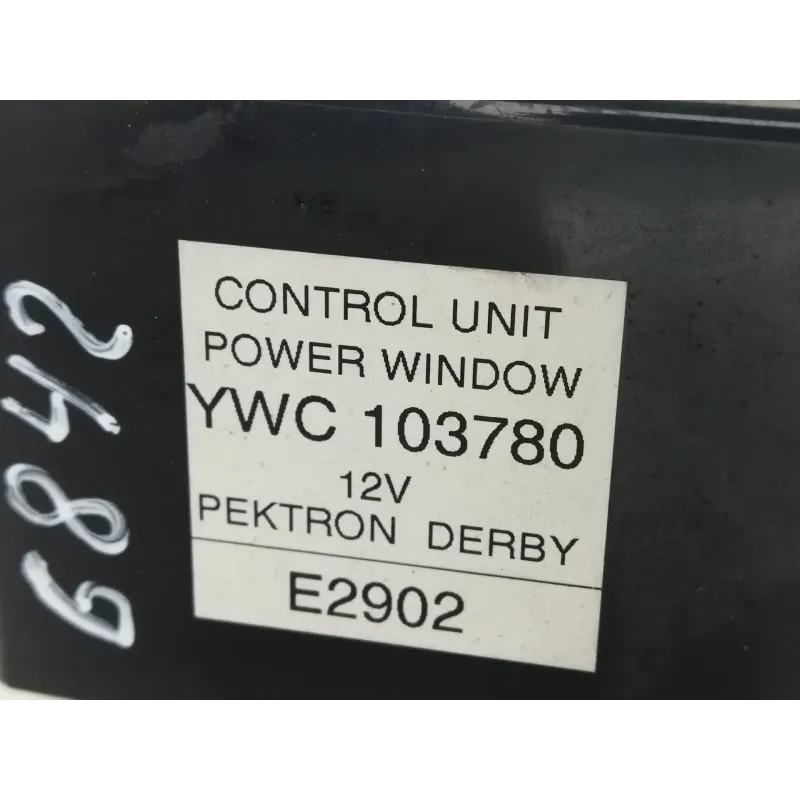 CONTROL UNIT
POWER WINDOW
YWC 103780
12V
PEKTRON DERBY
E2902
6842